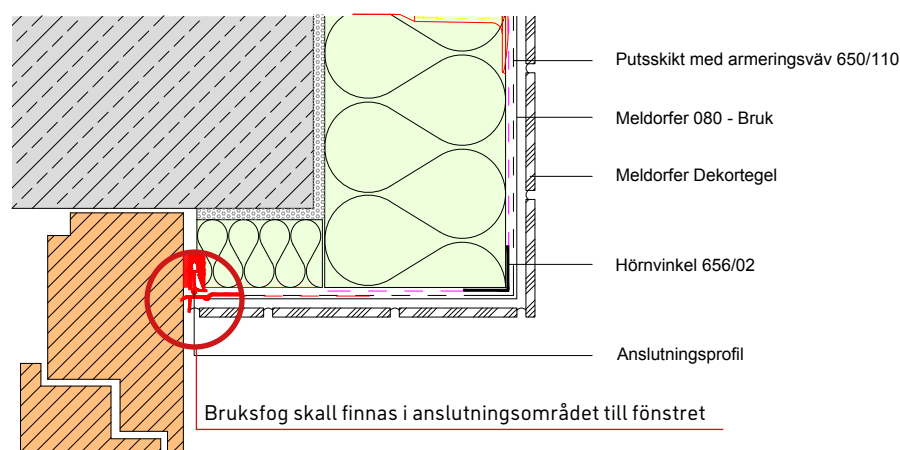 Putsskikt med armeringsväv 650/110
Meldorfer 080 - Bruk
Meldorfer Dekortegel
Hörnvinkel 656/02
Anslutningsprofil
Bruksfog skall finnas i anslutningsområdet till fönstret